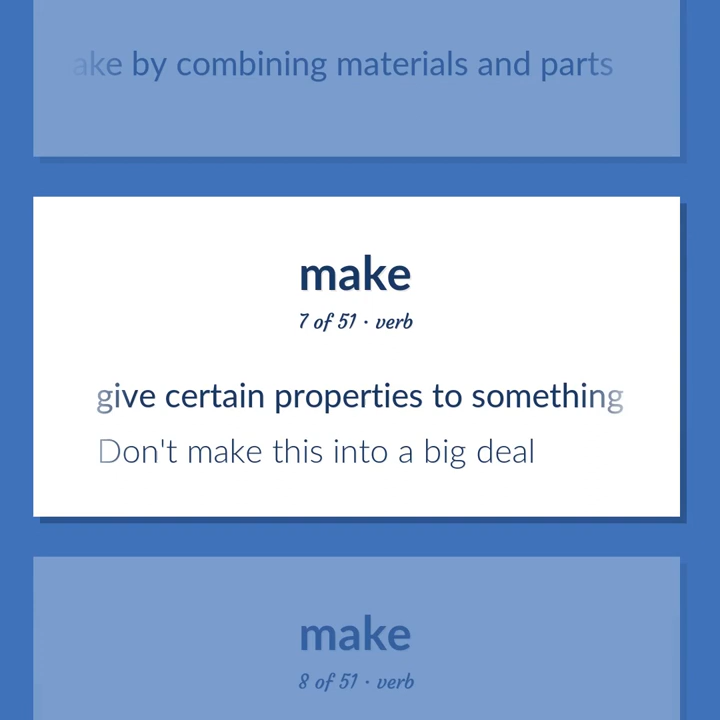 ake by combining materials and parts
make
7 of 51 · verb
give certain properties to something
Don't make this into a big deal
make
8 of 51 · verb